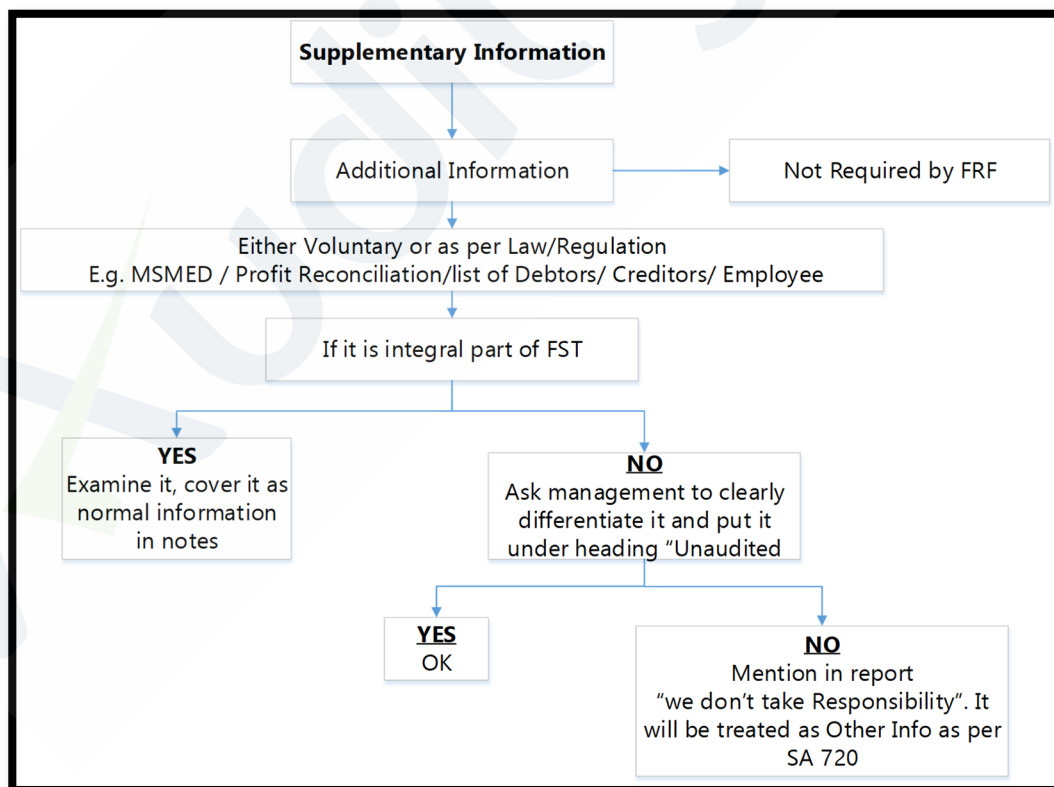 Supplementary Information
Additional Information
Not Required by FRF
Either Voluntary or as per Law/Regulation
E.g. MSMED / Profit Reconciliation/list of Debtors/ Creditors/ Employee
If it is integral part of FST
YES
Examine it, cover it as
normal information
in notes
NO
Ask management to clearly
differentiate it and put it
under heading “Unaudited
YES
OK
NO
Mention in report
“we don’t take Responsibility”. It
will be treated as Other Info as per
SA 720